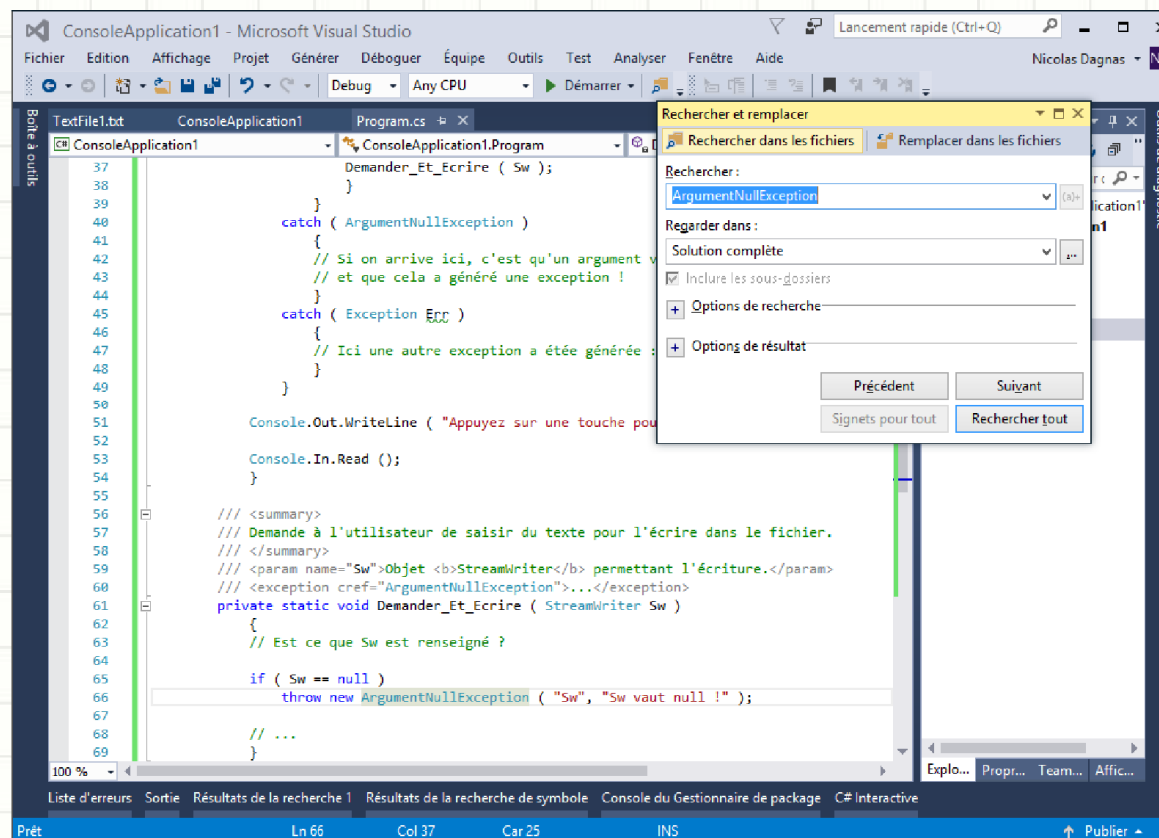 ConsoleApplication1 - Microsoft Visual Studio
Lancement rapide (Ctrl+Q)
Fichier Edition Affichage Projet Générer Déboguer Équipe Outils Test Analyser Fenêtre Aide
Nicolas Dagnas
Debug Any CPU Démarrer
Boîte à outils
TextFile1.txt ConsoleApplication1 Program.cs
C# ConsoleApplication1 ConsoleApplication1.Program
Rechercher et remplacer
Rechercher dans les fichiers Remplacer dans les fichiers
Rechercher :
ArgumentNullException
(a)+
Regarder dans :
Solution complète
...
Inclure les sous-dossiers
+ Options de recherche
+ Options de résultat
Précédent Suivant
Signets pour tout Rechercher tout
lication1'
n1
37 Demander_Et_Ecrire ( Sw );
38 }
39 }
40 catch ( ArgumentNullException )
41 {
42 // Si on arrive ici, c'est qu'un argument v
43 // et que cela a généré une exception !
44 }
45 catch ( Exception Err )
46 {
47 // Ici une autre exception a étée générée :
48 }
49 }
50
51 Console.Out.WriteLine ( "Appuyez sur une touche pou
52
53 Console.In.Read ();
54 }
55
56 /// <summary>
57 /// Demande à l'utilisateur de saisir du texte pour l'écrire dans le fichier.
58 /// </summary>
59 /// <param name="Sw">Objet <b>StreamWriter</b> permettant l'écriture.</param>
60 /// <exception cref="ArgumentNullException">...</exception>
61 private static void Demander_Et_Ecrire ( StreamWriter Sw )
62 {
63 // Est ce que Sw est renseigné ?
64
65 if ( Sw == null )
66 throw new ArgumentNullException ( "Sw", "Sw vaut null !" );
67
68 // ...
69 }
100 %
Explo... Propr... Team... Affic...
Liste d'erreurs Sortie Résultats de la recherche 1 Résultats de la recherche de symbole Console du Gestionnaire de package C# Interactive
Prêt Ln 66 Col 37 Car 25 INS Publier